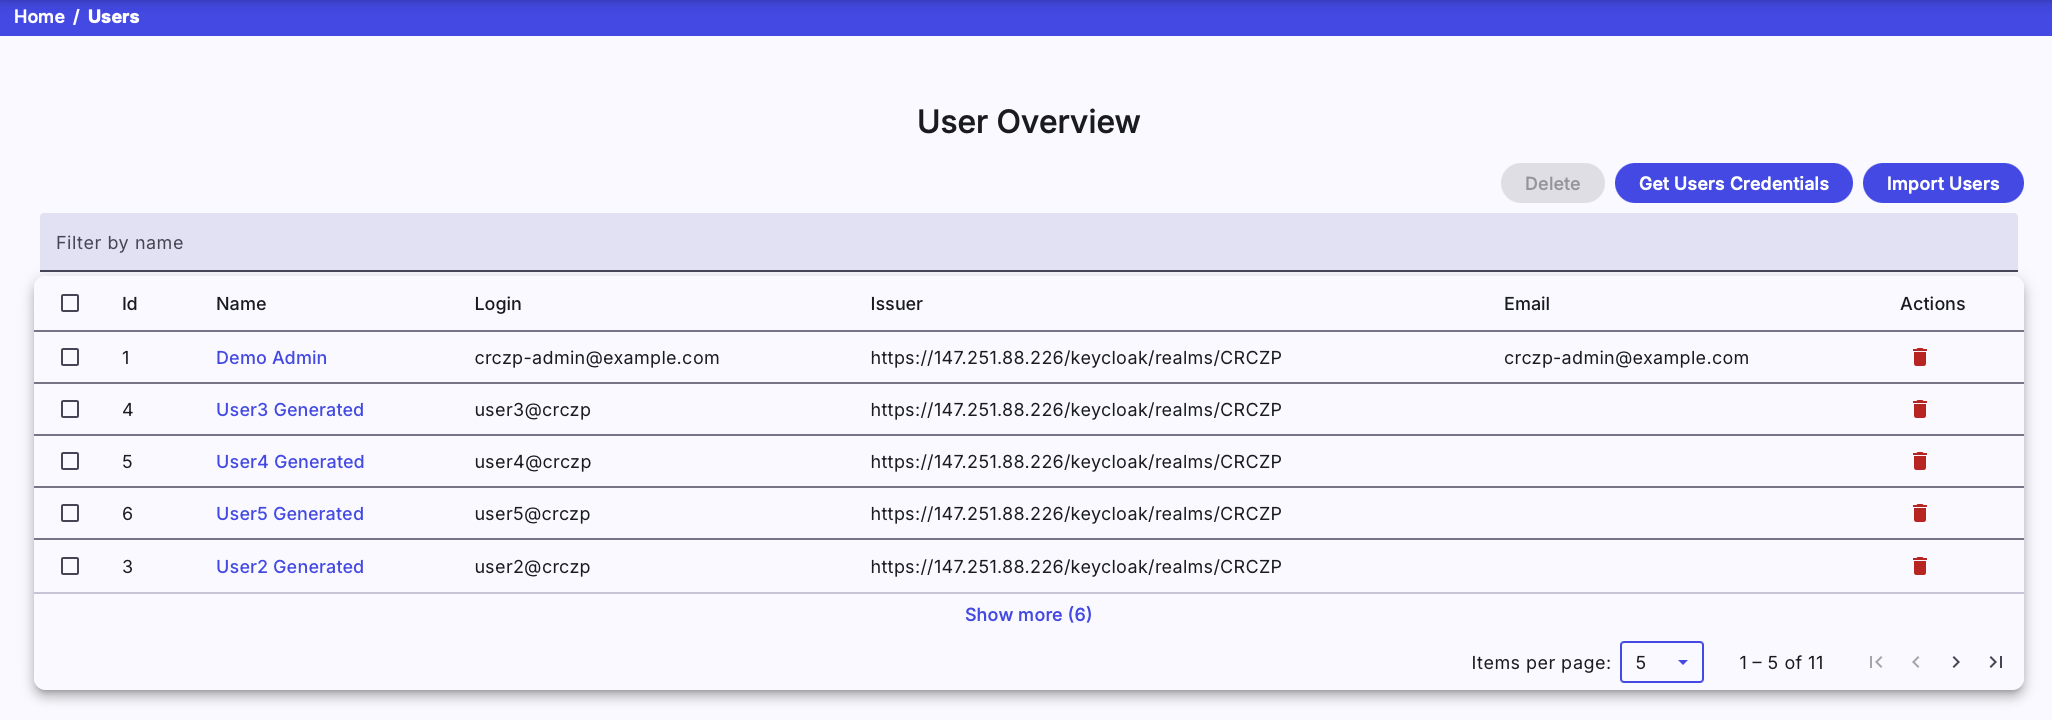 Home / Users
User Overview
Delete Get Users Credentials Import Users
Filter by name
Id Name Login Issuer Email Actions
1 Demo Admin crczp-admin@example.com https://147.251.88.226/keycloak/realms/CRCZP crczp-admin@example.com
4 User3 Generated user3@crczp https://147.251.88.226/keycloak/realms/CRCZP
5 User4 Generated user4@crczp https://147.251.88.226/keycloak/realms/CRCZP
6 User5 Generated user5@crczp https://147.251.88.226/keycloak/realms/CRCZP
3 User2 Generated user2@crczp https://147.251.88.226/keycloak/realms/CRCZP
Show more (6)
Items per page: 5 1 – 5 of 11